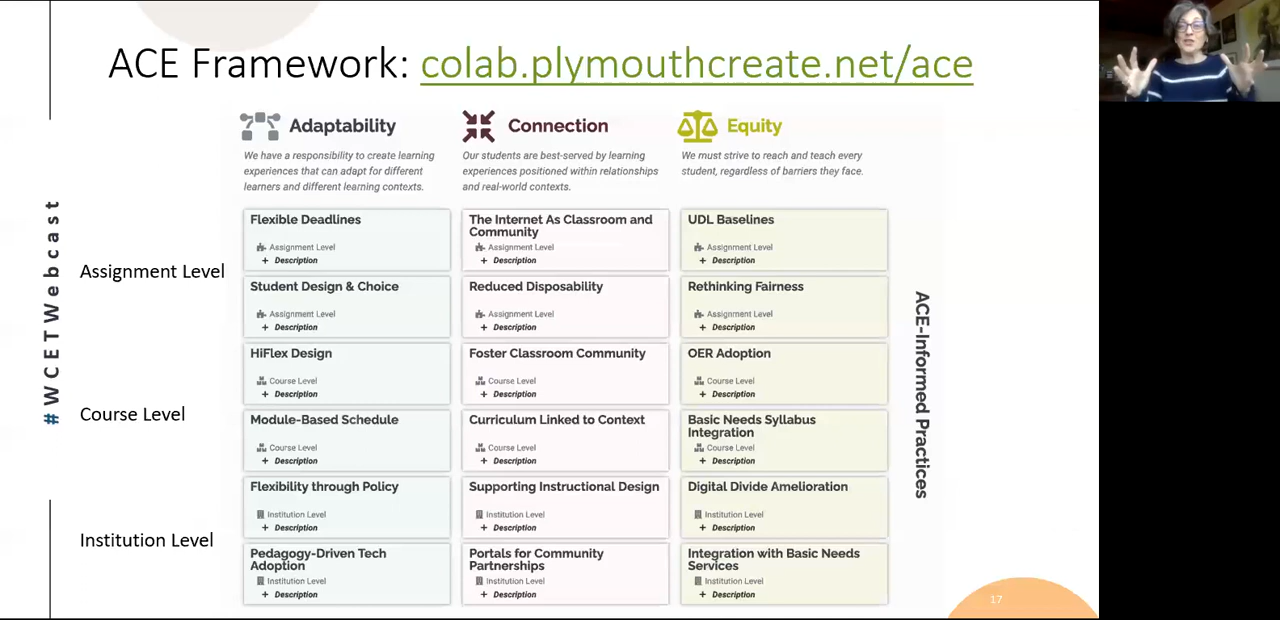 ACE Framework: colab.plymouthcreate.net/ace
#WCETWebcast
Adaptability
We have a responsibility to create learning
experiences that can adapt for different
learners and different learning contexts.
Connection
Our students are best-served by learning
experiences positioned within relationships
and real-world contexts.
Equity
We must strive to reach and teach every
student, regardless of barriers they face.
Assignment Level
Flexible Deadlines
Assignment Level
+ Description
The Internet As Classroom and
Community
Assignment Level
+ Description
UDL Baselines
Assignment Level
+ Description
Student Design & Choice
Assignment Level
+ Description
Reduced Disposability
Assignment Level
+ Description
Rethinking Fairness
Assignment Level
+ Description
Course Level
HiFlex Design
Course Level
+ Description
Foster Classroom Community
Course Level
+ Description
OER Adoption
Course Level
+ Description
Module-Based Schedule
Course Level
+ Description
Curriculum Linked to Context
Course Level
+ Description
Basic Needs Syllabus
Integration
Course Level
+ Description
Institution Level
Flexibility through Policy
Institution Level
+ Description
Supporting Instructional Design
Institution Level
+ Description
Digital Divide Amelioration
Institution Level
+ Description
Pedagogy-Driven Tech
Adoption
Institution Level
+ Description
Portals for Community
Partnerships
Institution Level
+ Description
Integration with Basic Needs
Services
Institution Level
+ Description
ACE-Informed Practices
17